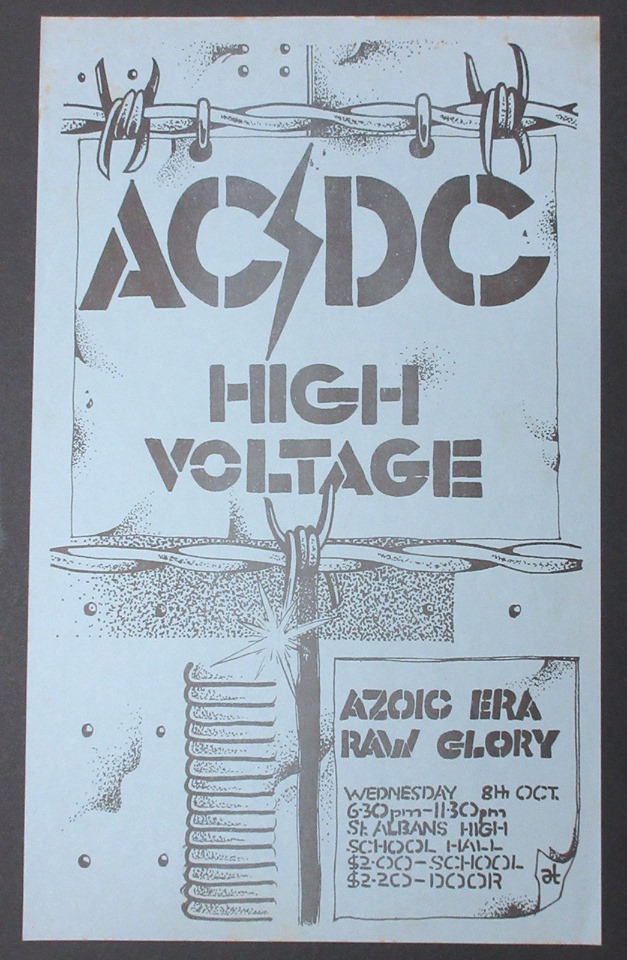 AC DC
HIGH
VOLTAGE
AZOIC ERA
RAW GLORY
WEDNESDAY 8th OCT.
6·30pm-11·30pm
St. ALBANS HIGH
SCHOOL HALL
$2·00-SCHOOL
$2·20-DOOR
at